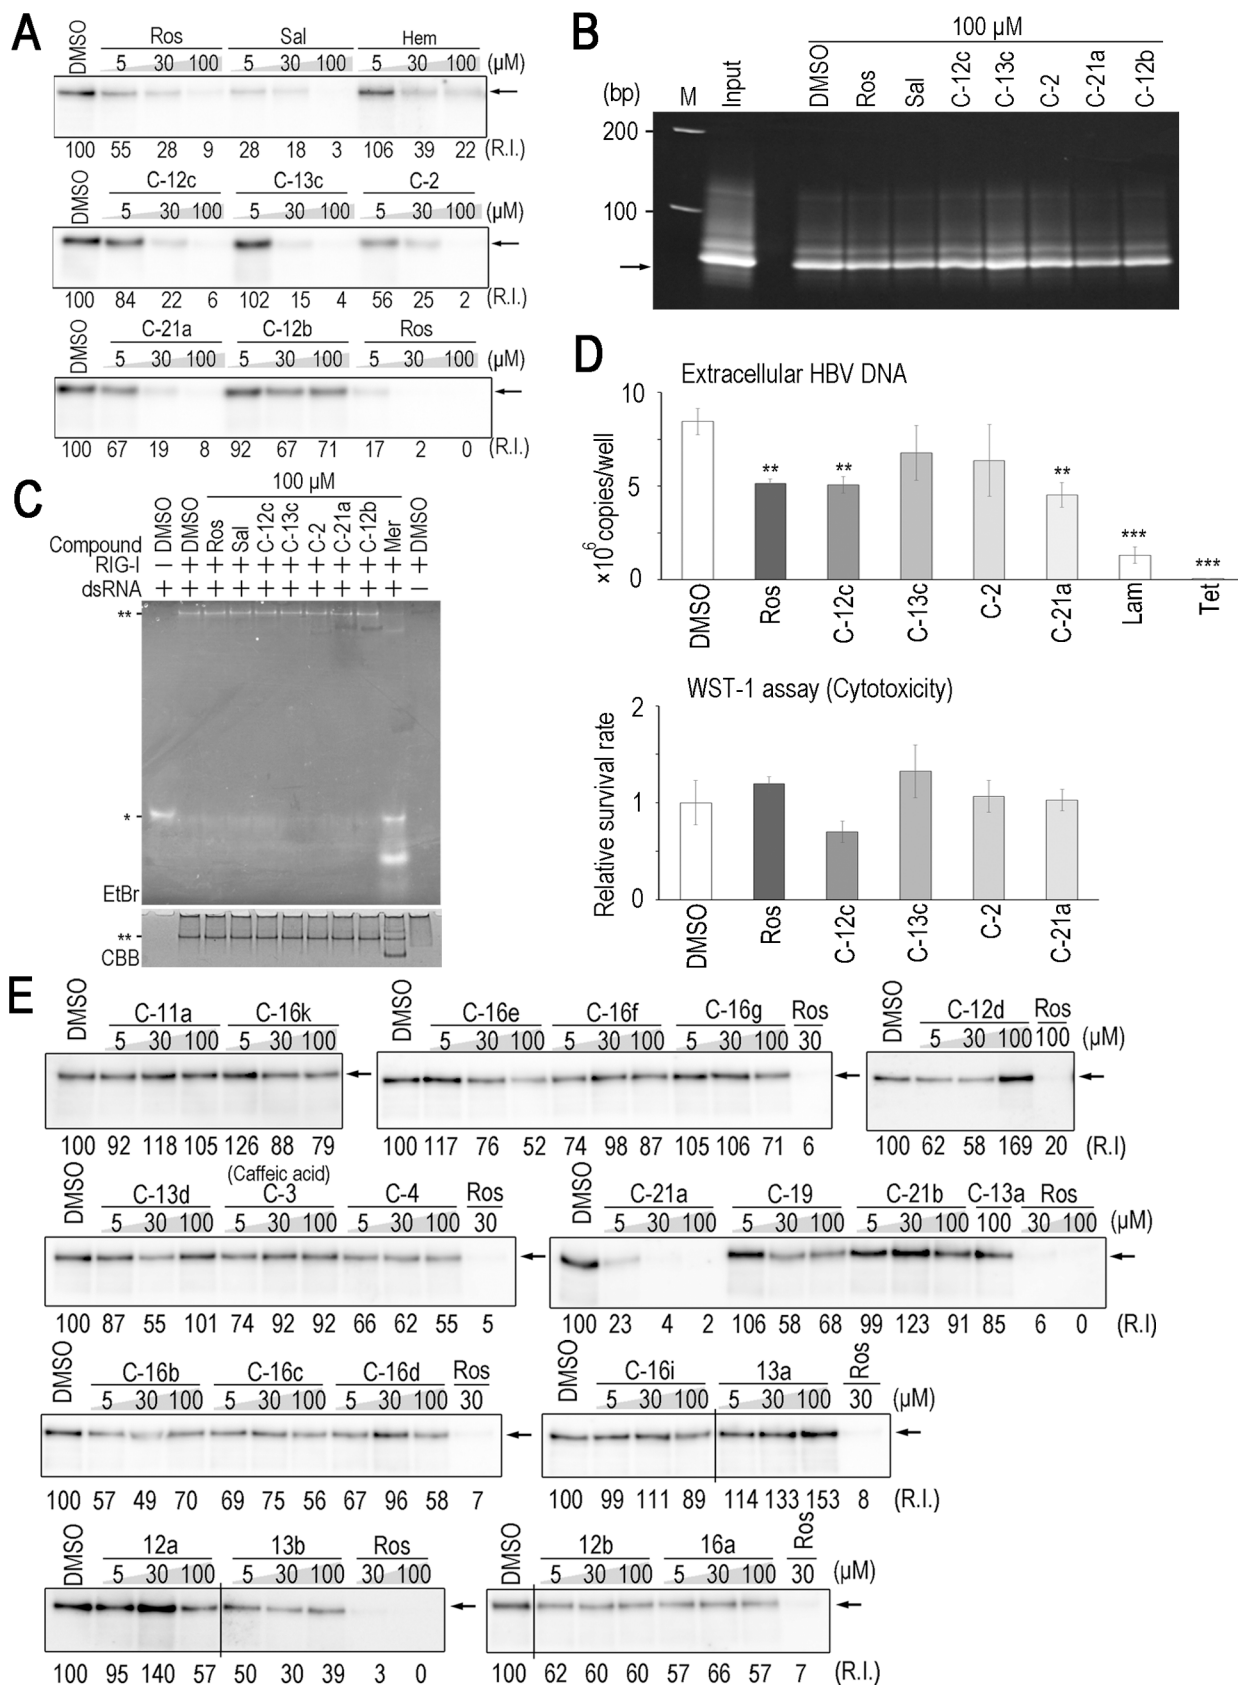 A
DMSO
Ros Sal Hem
5 30 100 5 30 100 5 30 100 (µM)
100 55 28 9 28 18 3 106 39 22 (R.I.)
DMSO
C-12c C-13c C-2
5 30 100 5 30 100 5 30 100 (µM)
100 84 22 6 102 15 4 56 25 2 (R.I.)
DMSO
C-21a C-12b Ros
5 30 100 5 30 100 5 30 100 (µM)
100 67 19 8 92 67 71 17 2 0 (R.I.)
B
100 µM
(bp) M Input DMSO Ros Sal C-12c C-13c C-2 C-21a C-12b
200
100
C
100 µM
Compound DMSO DMSO Ros Sal C-12c C-13c C-2 C-21a C-12b Mer DMSO
RIG-I – + + + + + + + + + +
dsRNA + + + + + + + + + + –
**
*
EtBr
**
CBB
D
Extracellular HBV DNA
×10⁶ copies/well
10
5
0
** ** ** *** ***
DMSO Ros C-12c C-13c C-2 C-21a Lam Tet
WST-1 assay (Cytotoxicity)
Relative survival rate
2
1
0
DMSO Ros C-12c C-13c C-2 C-21a
E
DMSO
C-11a C-16k
5 30 100 5 30 100
100 92 118 105 126 88 79
DMSO
C-16e C-16f C-16g Ros
5 30 100 5 30 100 5 30 100 30
100 117 76 52 74 98 87 105 106 71 6
DMSO
C-12d Ros
5 30 100 100 (µM)
100 62 58 169 20 (R.I)
DMSO
(Caffeic acid)
C-13d C-3 C-4 Ros
5 30 100 5 30 100 5 30 100 30
100 87 55 101 74 92 92 66 62 55 5
DMSO
C-21a C-19 C-21b C-13a Ros
5 30 100 5 30 100 5 30 100 100 30 100 (µM)
100 23 4 2 106 58 68 99 123 91 85 6 0 (R.I)
DMSO
C-16b C-16c C-16d Ros
5 30 100 5 30 100 5 30 100 30
100 57 49 70 69 75 56 67 96 58 7
DMSO
C-16i 13a Ros
5 30 100 5 30 100 30 (µM)
100 99 111 89 114 133 153 8 (R.I.)
DMSO
12a 13b Ros
5 30 100 5 30 100 30 100
100 95 140 57 50 30 39 3 0
DMSO
12b 16a Ros
5 30 100 5 30 100 30 (µM)
100 62 60 60 57 66 57 7 (R.I.)